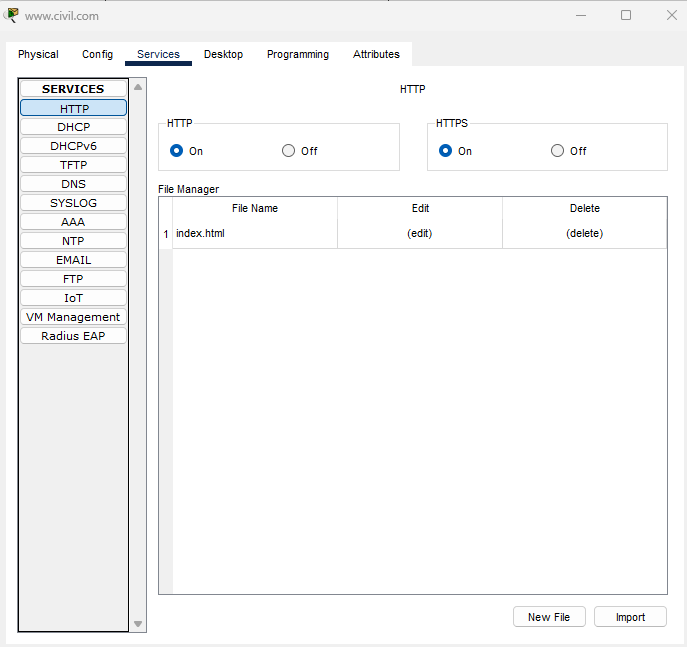 www.civil.com
Physical Config Services Desktop Programming Attributes
SERVICES
HTTP
DHCP
DHCPv6
TFTP
DNS
SYSLOG
AAA
NTP
EMAIL
FTP
IoT
VM Management
Radius EAP
HTTP
HTTP
On Off
HTTPS
On Off
File Manager
File Name Edit Delete
1 index.html (edit) (delete)
New File Import